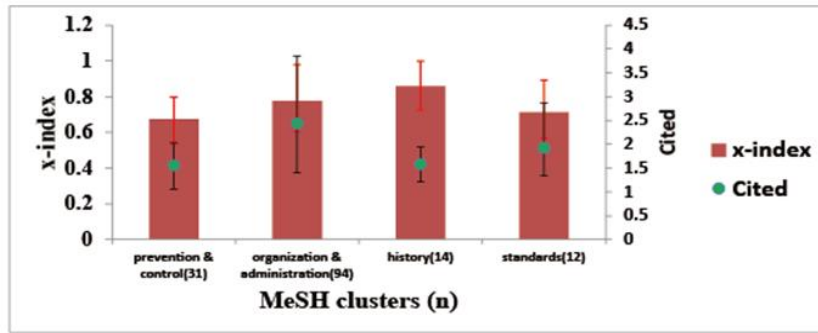 1.2
1
0.8
0.6
0.4
0.2
0
x-index
4.5
4
3.5
3
2.5
2
1.5
1
0.5
0
Cited
x-index
Cited
prevention &
control(31)
organization &
administration(94)
history(14)
standards(12)
MeSH clusters (n)